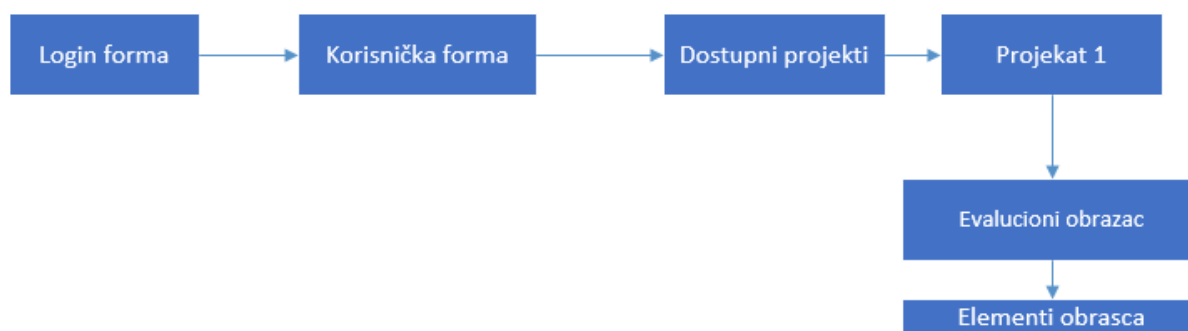 Login forma
Korisnička forma
Dostupni projekti
Projekat 1
Evalucioni obrazac
Elementi obrasca